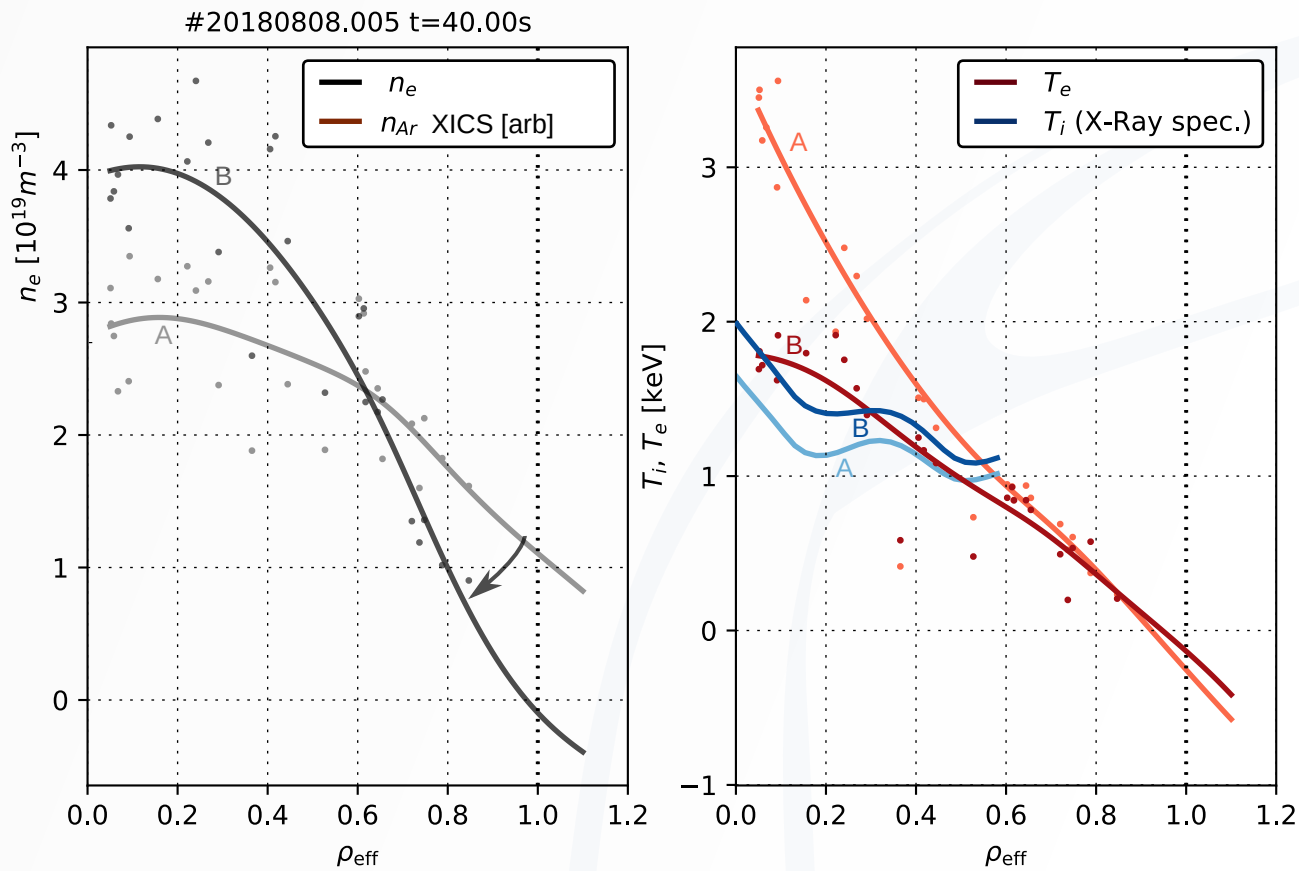 #20180808.005 t=40.00s
n_e
n_Ar XICS [arb]
n_e [10^19 m^−3]
4
3
2
1
0
B
A
0.0 0.2 0.4 0.6 0.8 1.0 1.2
ρ_eff
T_e
T_i (X-Ray spec.)
T_i, T_e [keV]
3
2
1
0
−1
A
B
B
A
0.0 0.2 0.4 0.6 0.8 1.0 1.2
ρ_eff